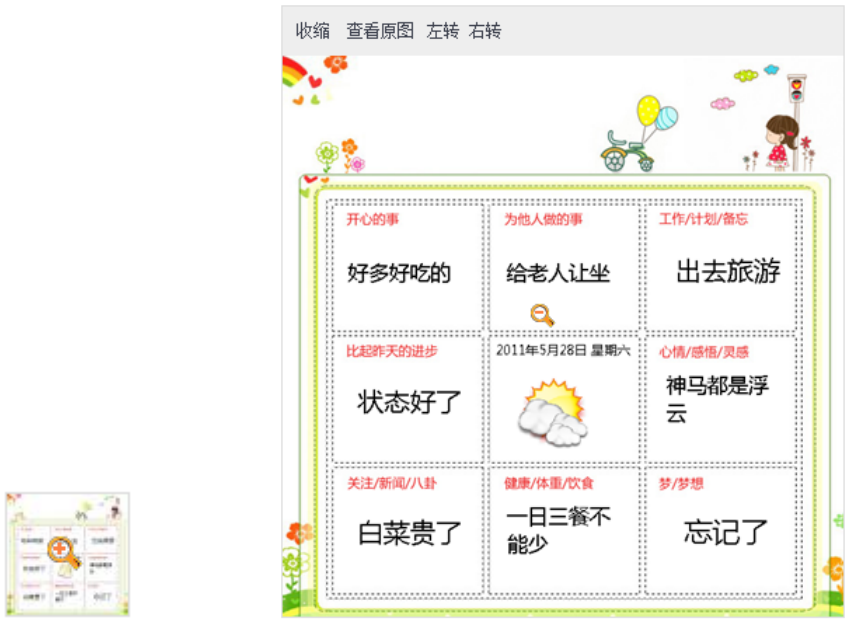 收缩 查看原图 左转 右转
开心的事
好多好吃的
为他人做的事
给老人让坐
工作/计划/备忘
出去旅游
比起昨天的进步
状态好了
2011年5月28日 星期六
心情/感悟/灵感
神马都是浮
云
关注/新闻/八卦
白菜贵了
健康/体重/饮食
一日三餐不
能少
梦/梦想
忘记了